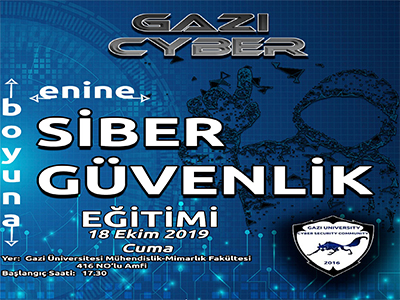 GAZI
CYBER
enine
boyuna
SİBER
GÜVENLİK
EĞİTİMİ
18 Ekim 2019
Cuma
Yer: Gazi Üniversitesi Mühendislik-Mimarlık Fakültesi
416 ND'lu Amfi
Başlangıç Saati: 17.30
GAZI UNIVERSITY
CYBER SECURITY COMMUNITY
2016